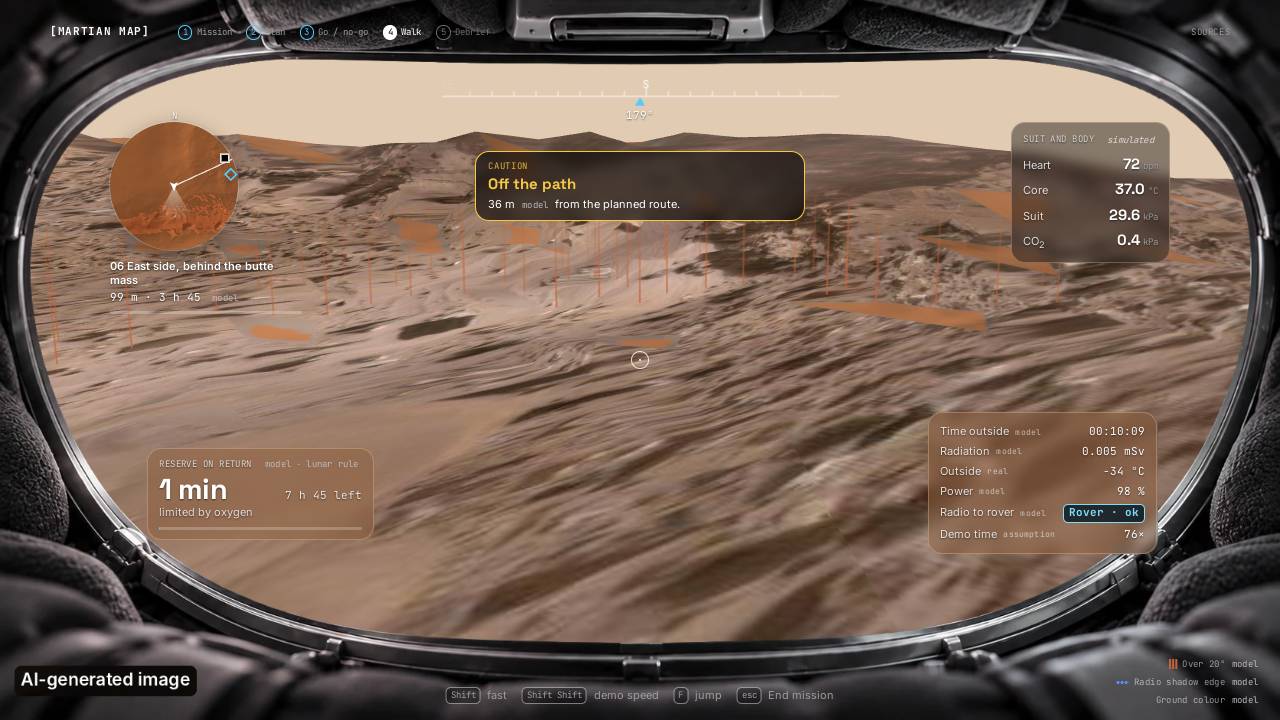 [MARTIAN MAP]
1 Mission
2 Plan
3 Go / no-go
4 Walk
5 Debrief
SOURCES
S
179°
N
06 East side, behind the butte mass
99 m · 3 h 45 model
CAUTION
Off the path
36 m model from the planned route.
SUIT AND BODY simulated
Heart 72 bpm
Core 37.0 °C
Suit 29.6 kPa
CO2 0.4 kPa
RESERVE ON RETURN model · lunar rule
1 min 7 h 45 left
limited by oxygen
Time outside model 00:10:09
Radiation model 0.005 mSv
Outside real -34 °C
Power model 98 %
Radio to rover model Rover · ok
Demo time assumption 76×
AI-generated image
Shift fast Shift Shift demo speed F jump esc End mission
Over 20° model
Radio shadow edge model
Ground colour model